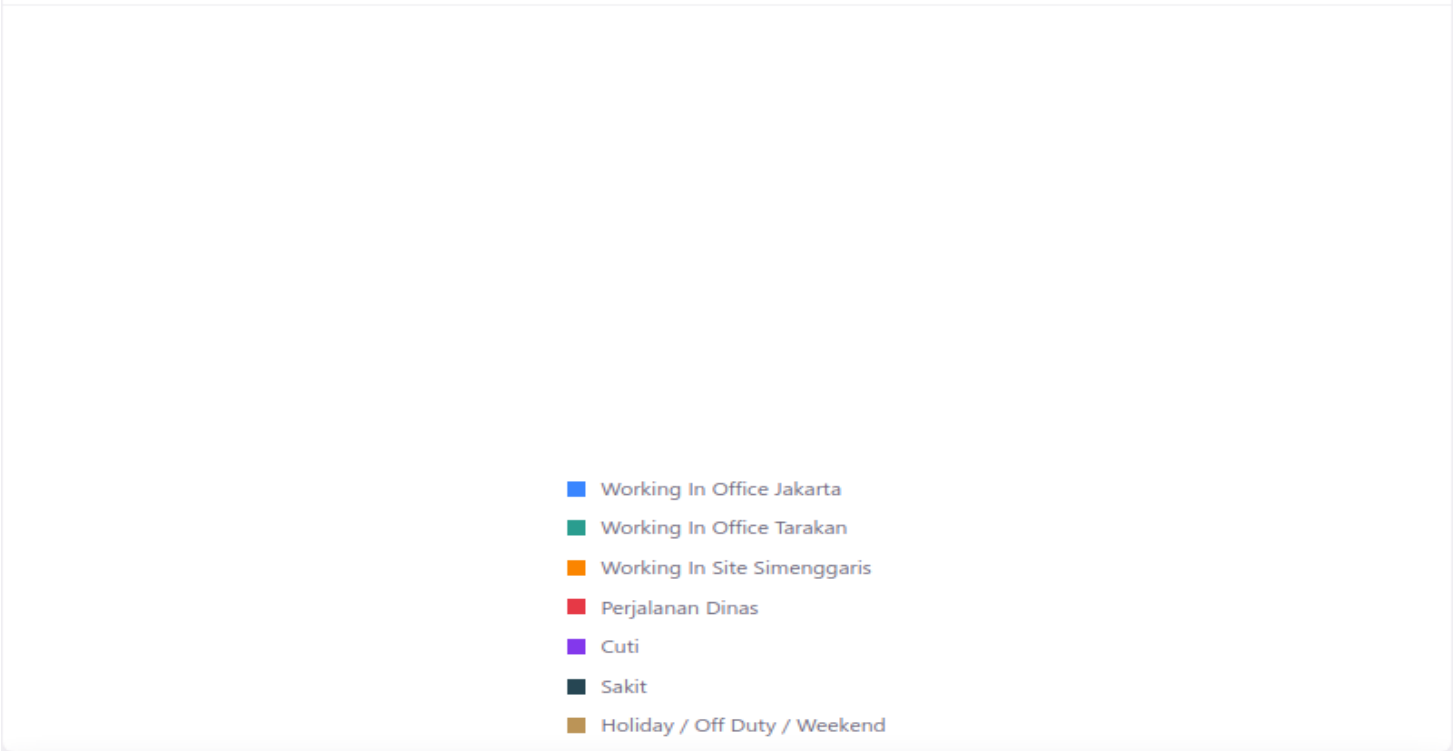 Working In Office Jakarta
Working In Office Tarakan
Working In Site Simenggaris
Perjalanan Dinas
Cuti
Sakit
Holiday / Off Duty / Weekend